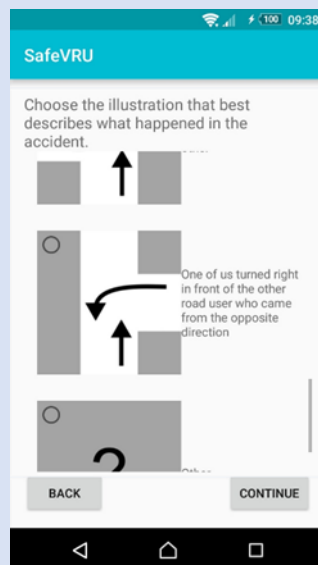 100 09:38
SafeVRU
Choose the illustration that best
describes what happened in the
accident.
One of us turned right
in front of the other
road user who came
from the opposite
direction
?
BACK
CONTINUE